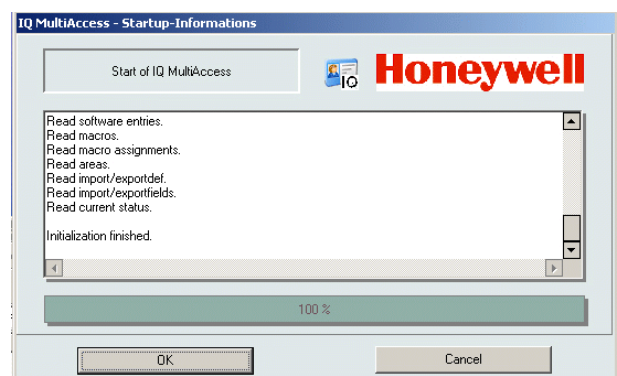 IQ MultiAccess - Startup-Informations
Start of IQ MultiAccess
IQ
Honeywell
Read software entries.
Read macros.
Read macro assignments.
Read areas.
Read import/exportdef.
Read import/exportfields.
Read current status.
Initialization finished.
100 %
OK
Cancel